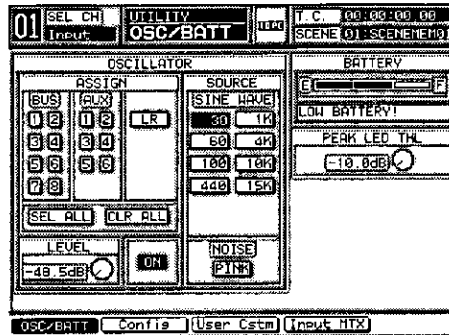 01 SEL CH UTILITY T.C. 00:00:00.00
Input OSC/BATT SCENE 01:SCENEMEM01
OSCILLATOR BATTERY
ASSIGN SOURCE E F
BUS AUX SINE WAVE LOW BATTERY!
1 2 1 2 LR 30 1K
3 4 3 4 60 4K PEAK LED THL
5 6 5 6 100 10K -10.0dB
7 8 440 15K
SEL ALL CLR ALL
LEVEL ON NOISE
-48.5dB PINK
OSC/BATT Config User Cstm Input MTX